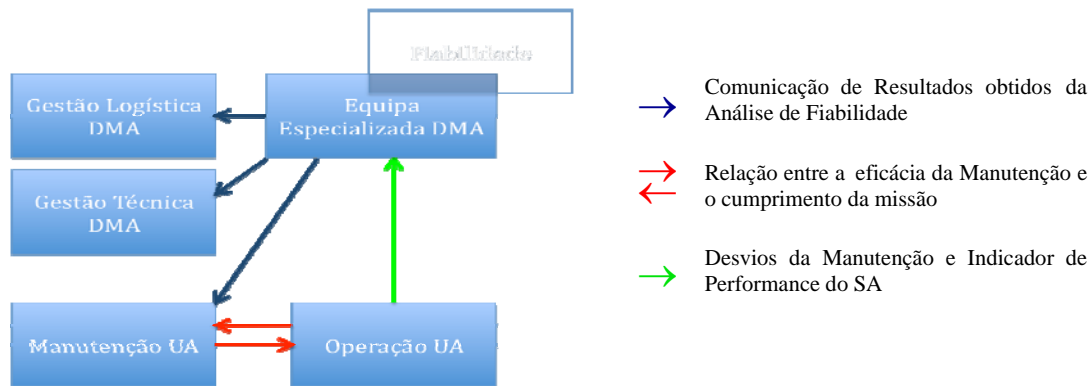 Fiabilidade
Gestão Logística
DMA
Equipa
Especializada DMA
Gestão Técnica
DMA
Manutenção UA
Operação UA
Comunicação de Resultados obtidos da
Análise de Fiabilidade
Relação entre a eficácia da Manutenção e
o cumprimento da missão
Desvios da Manutenção e Indicador de
Performance do SA